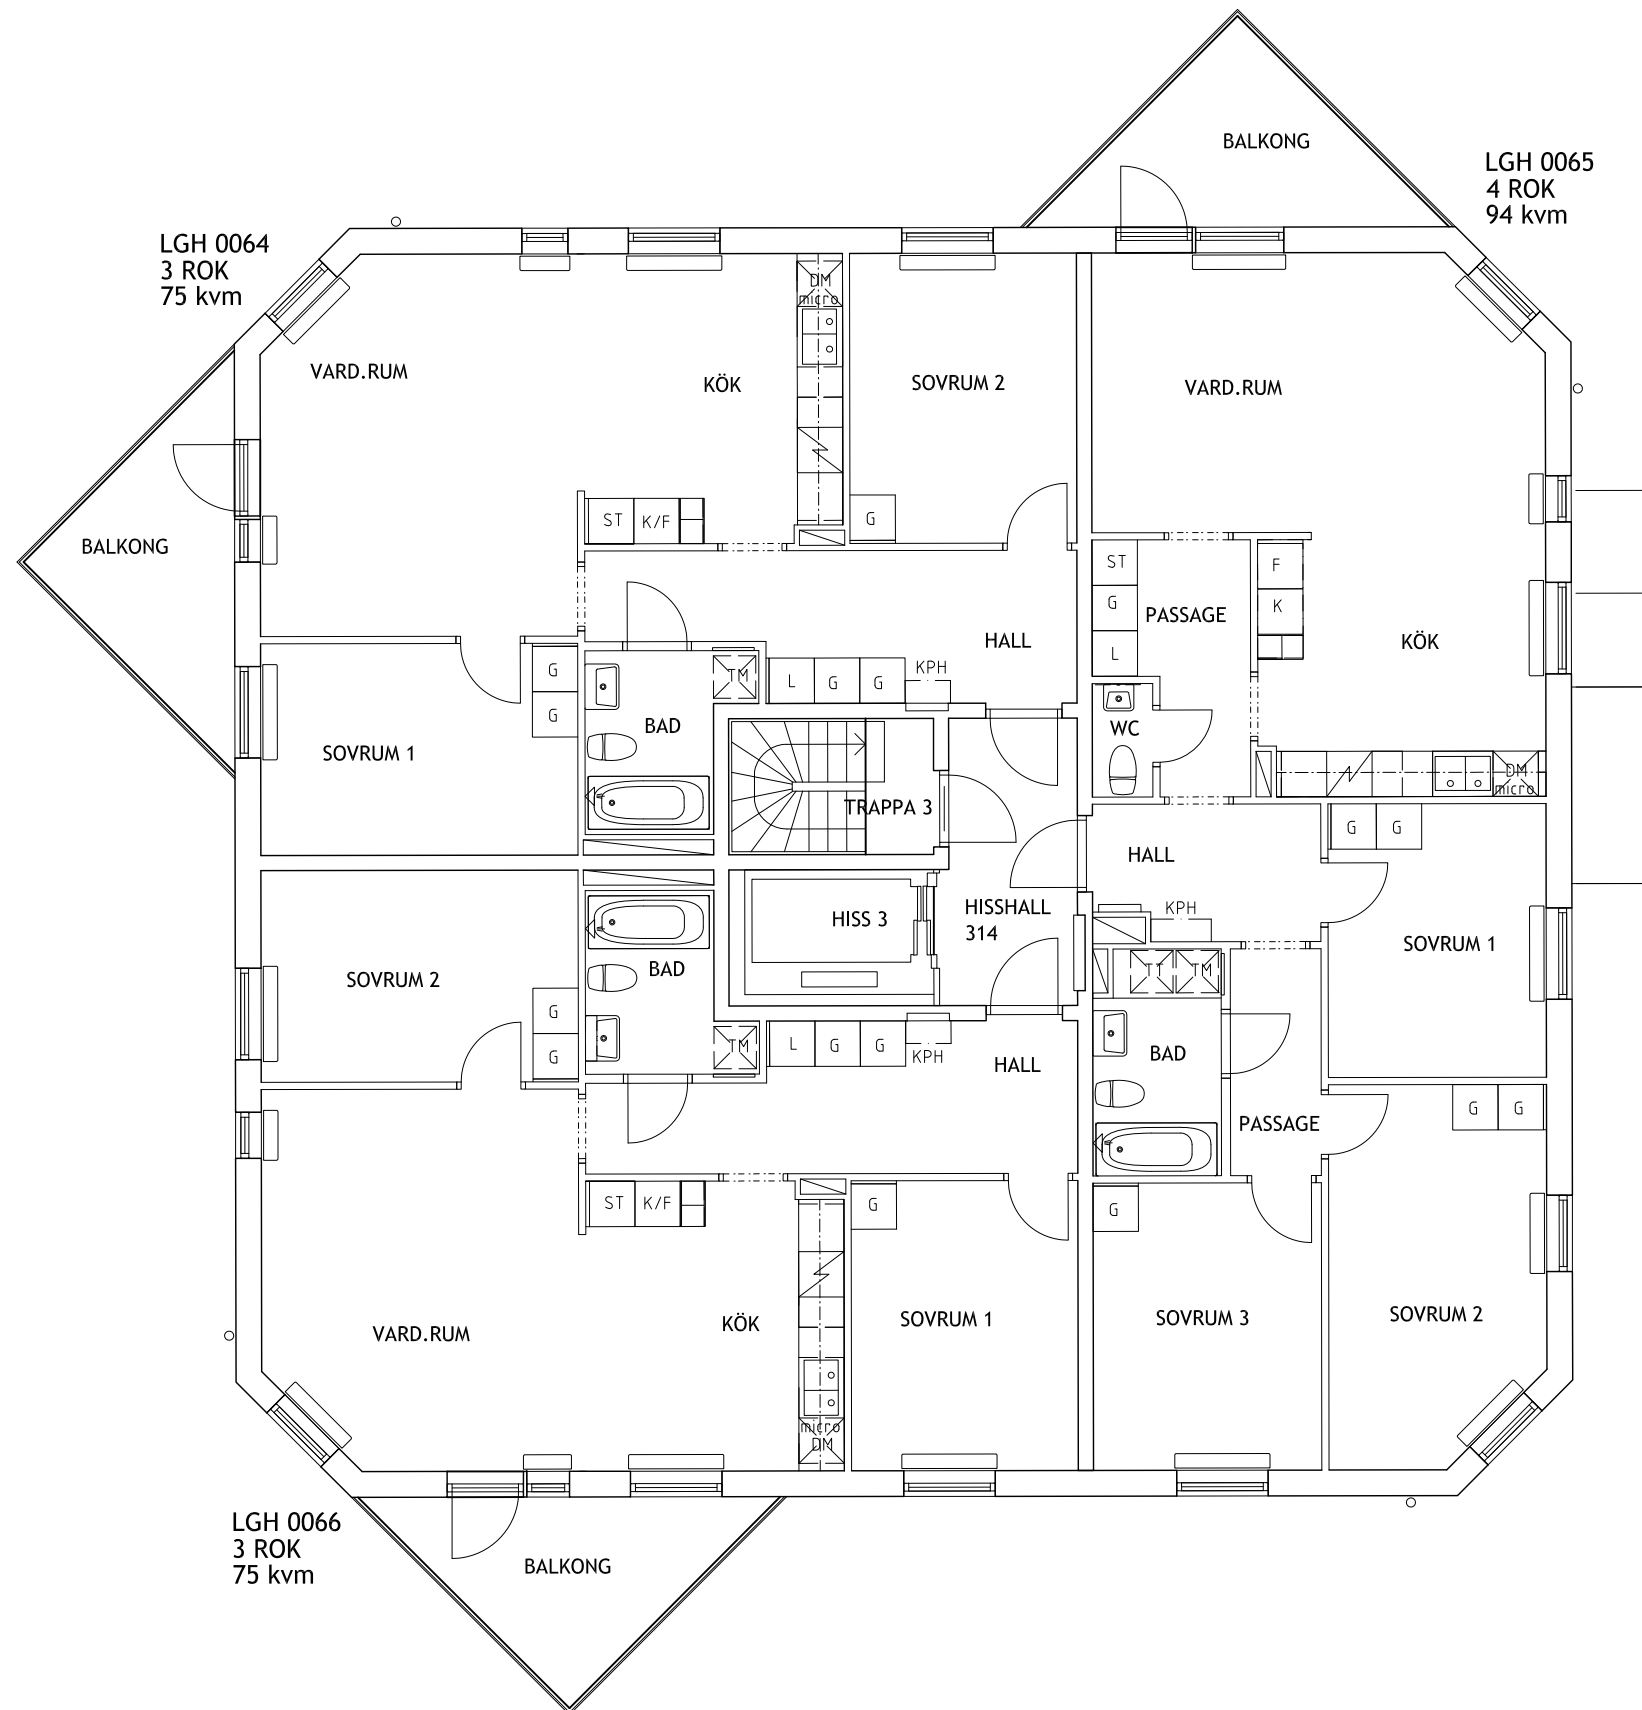 BALKONG
LGH 0065
4 ROK
94 kvm
LGH 0064
3 ROK
75 kvm
DM
micro
VARD.RUM
KÖK
SOVRUM 2
VARD.RUM
ST
K/F
G
BALKONG
ST
F
G
K
PASSAGE
L
HALL
KÖK
G
TM
L
G
G
KPH
G
BAD
WC
SOVRUM 1
DM
micro
TRAPPA 3
G
G
HALL
HISS 3
HISSHALL
314
KPH
SOVRUM 1
SOVRUM 2
BAD
TT
TM
G
G
TM
L
G
G
KPH
HALL
BAD
G
G
PASSAGE
ST
K/F
G
G
VARD.RUM
KÖK
SOVRUM 1
SOVRUM 3
SOVRUM 2
micro
DM
LGH 0066
3 ROK
75 kvm
BALKONG